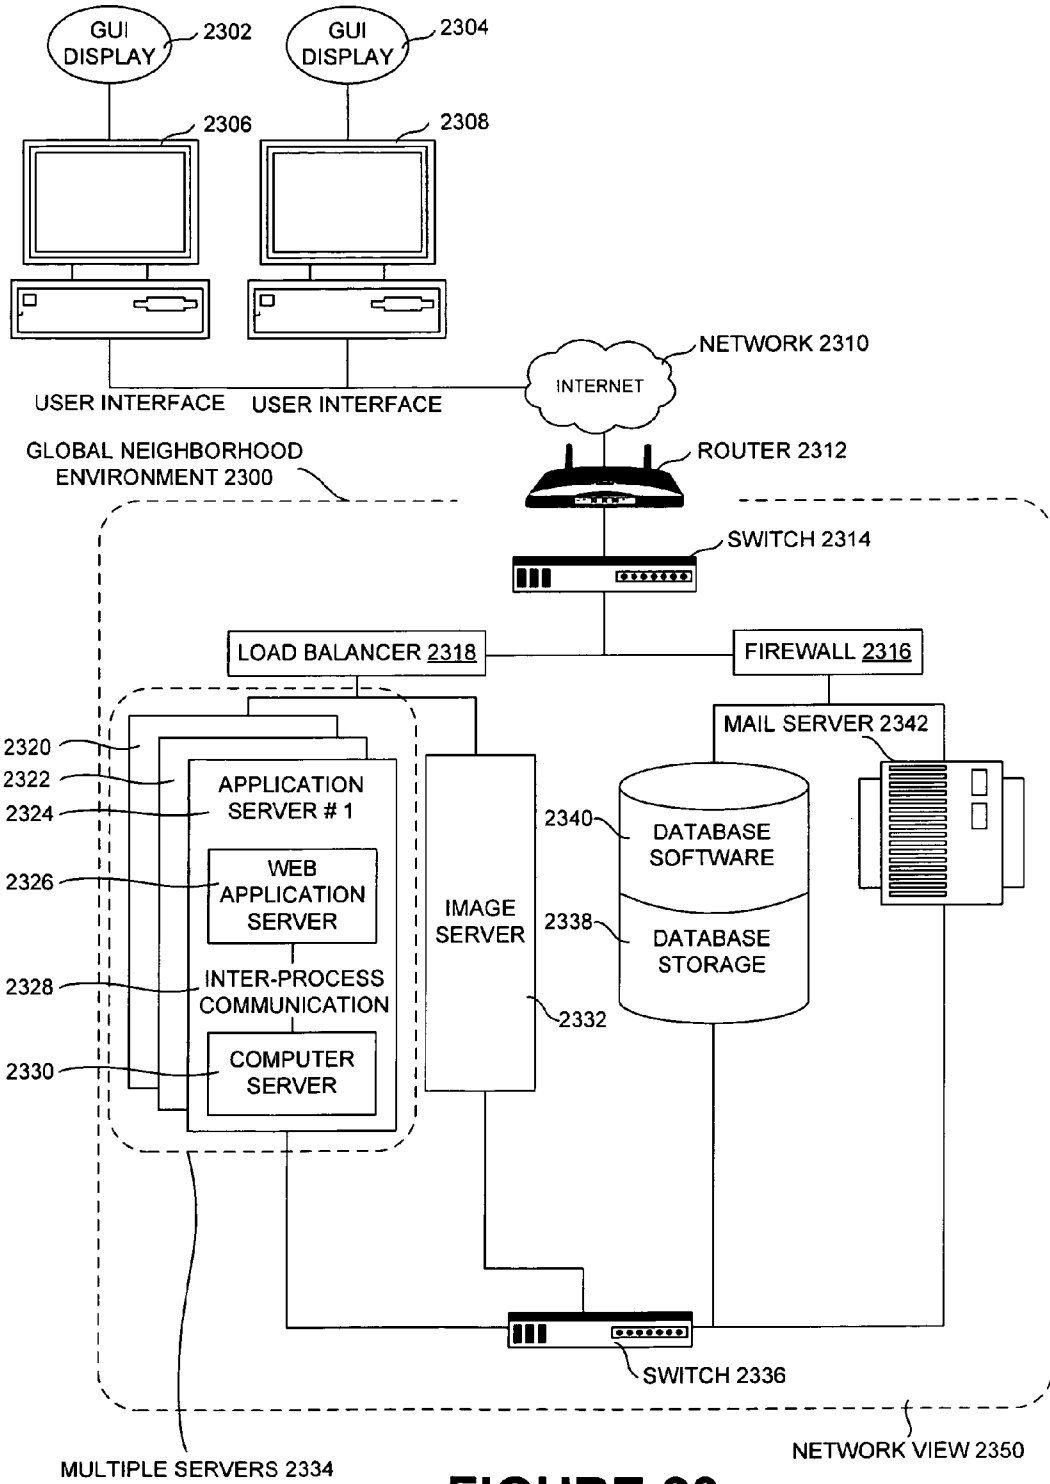 GUI
DISPLAY
2302
GUI
DISPLAY
2304
2306
2308
NETWORK 2310
INTERNET
USER INTERFACE
USER INTERFACE
GLOBAL NEIGHBORHOOD
ENVIRONMENT 2300
ROUTER 2312
SWITCH 2314
LOAD BALANCER 2318
FIREWALL 2316
MAIL SERVER 2342
2320
2322
2324
APPLICATION
SERVER # 1
2326
WEB
APPLICATION
SERVER
2328
INTER-PROCESS
COMMUNICATION
2330
COMPUTER
SERVER
IMAGE
SERVER
2332
2340
DATABASE
SOFTWARE
2338
DATABASE
STORAGE
SWITCH 2336
NETWORK VIEW 2350
MULTIPLE SERVERS 2334
FIGURE